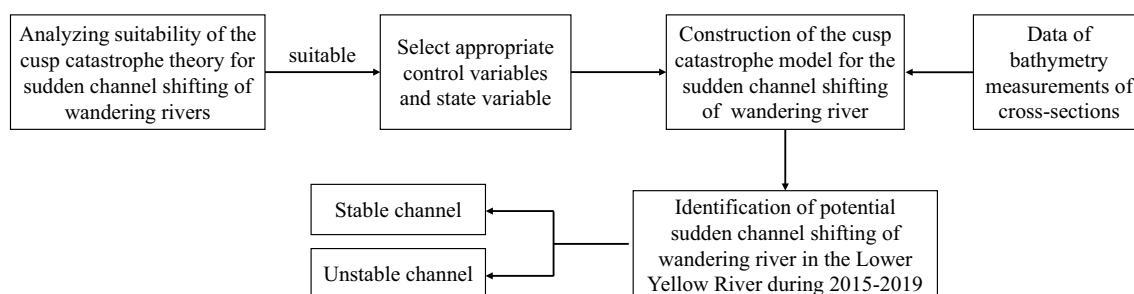 Analyzing suitability of the
cusp catastrophe theory for
sudden channel shifting of
wandering rivers
suitable
Select appropriate
control variables
and state variable
Construction of the cusp
catastrophe model for the
sudden channel shifting
of wandering river
Data of
bathymetry
measurements of
cross-sections
Identification of potential
sudden channel shifting of
wandering river in the Lower
Yellow River during 2015-2019
Stable channel
Unstable channel